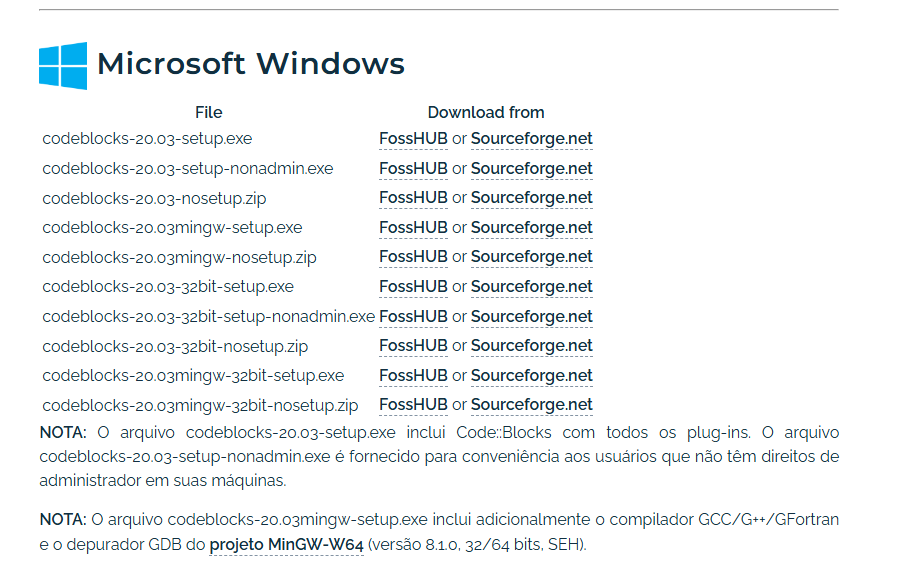 Microsoft Windows
File Download from
codeblocks-20.03-setup.exe FossHUB or Sourceforge.net
codeblocks-20.03-setup-nonadmin.exe FossHUB or Sourceforge.net
codeblocks-20.03-nosetup.zip FossHUB or Sourceforge.net
codeblocks-20.03mingw-setup.exe FossHUB or Sourceforge.net
codeblocks-20.03mingw-nosetup.zip FossHUB or Sourceforge.net
codeblocks-20.03-32bit-setup.exe FossHUB or Sourceforge.net
codeblocks-20.03-32bit-setup-nonadmin.exe FossHUB or Sourceforge.net
codeblocks-20.03-32bit-nosetup.zip FossHUB or Sourceforge.net
codeblocks-20.03mingw-32bit-setup.exe FossHUB or Sourceforge.net
codeblocks-20.03mingw-32bit-nosetup.zip FossHUB or Sourceforge.net
NOTA: O arquivo codeblocks-20.03-setup.exe inclui Code::Blocks com todos os plug-ins. O arquivo
codeblocks-20.03-setup-nonadmin.exe é fornecido para conveniência aos usuários que não têm direitos de
administrador em suas máquinas.
NOTA: O arquivo codeblocks-20.03mingw-setup.exe inclui adicionalmente o compilador GCC/G++/GFortran
e o depurador GDB do projeto MinGW-W64 (versão 8.1.0, 32/64 bits, SEH).